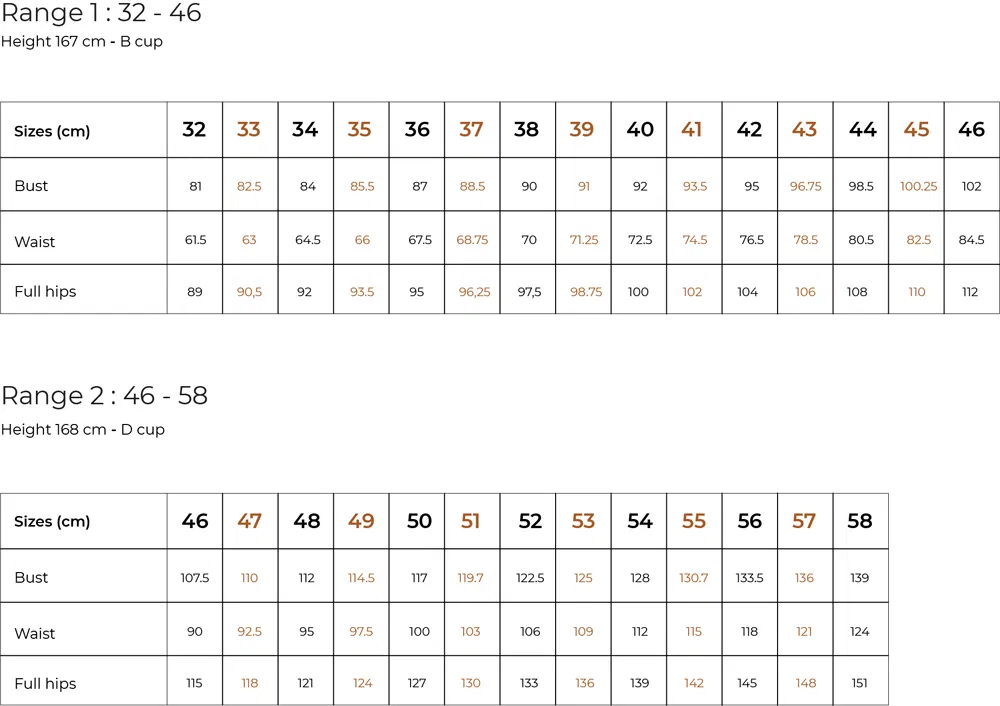 Range 1 : 32 - 46
Height 167 cm - B cup
Sizes (cm) 32 33 34 35 36 37 38 39 40 41 42 43 44 45 46
Bust 81 82.5 84 85.5 87 88.5 90 91 92 93.5 95 96.75 98.5 100.25 102
Waist 61.5 63 64.5 66 67.5 68.75 70 71.25 72.5 74.5 76.5 78.5 80.5 82.5 84.5
Full hips 89 90,5 92 93.5 95 96,25 97,5 98.75 100 102 104 106 108 110 112
Range 2 : 46 - 58
Height 168 cm - D cup
Sizes (cm) 46 47 48 49 50 51 52 53 54 55 56 57 58
Bust 107.5 110 112 114.5 117 119.7 122.5 125 128 130.7 133.5 136 139
Waist 90 92.5 95 97.5 100 103 106 109 112 115 118 121 124
Full hips 115 118 121 124 127 130 133 136 139 142 145 148 151